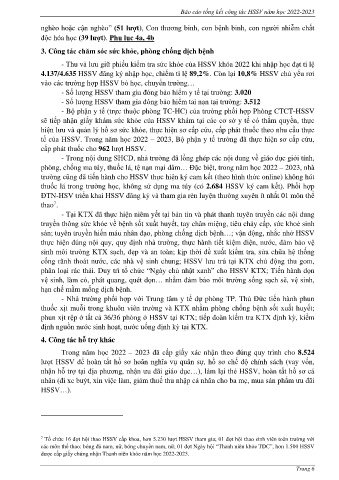 Báo cáo tổng kết công tác HSSV năm học 2022-2023
nghèo hoặc cận nghèo” (51 lượt), Con thương binh, con bệnh binh, con người nhiễm chất
độc hóa học (39 lượt). Phụ lục 4a, 4b
3. Công tác chăm sóc sức khỏe, phòng chống dịch bệnh
- Thu và lưu giữ phiếu kiểm tra sức khỏe của HSSV khóa 2022 khi nhập học đạt tỉ lệ
4.137/4.635 HSSV đăng ký nhập học, chiếm tỉ lệ 89,2%. Còn lại 10,8% HSSV chủ yếu rơi
vào các trường hợp HSSV bỏ học, chuyển trường…
- Số lượng HSSV tham gia đóng bảo hiểm y tế tại trường: 3.020
- Số lượng HSSV tham gia đóng bảo hiểm tai nạn tại trường: 3.512
- Bộ phận y tế (trực thuộc phòng TC-HC) của trường phối hợp Phòng CTCT-HSSV
sẽ tiếp nhận giấy khám sức khỏe của HSSV khám tại các cơ sở y tế có thẩm quyền, thực
hiện lưu và quản lý hồ sơ sức khỏe, thực hiện sơ cấp cứu, cấp phát thuốc theo nhu cầu thực
tế của HSSV. Trong năm học 2022 – 2023, Bộ phận y tế trường đã thực hiện sơ cấp cứu,
cấp phát thuốc cho 962 lượt HSSV.
- Trong nội dung SHCD, nhà trường đã lồng ghép các nội dung về giáo dục giới tính,
phòng, chống ma túy, thuốc lá, tệ nạn mại dâm… Đặc biệt, trong năm học 2022 – 2023, nhà
trường cũng đã tiến hành cho HSSV thực hiện ký cam kết (theo hình thức online) không hút
thuốc lá trong trường học, không sử dụng ma túy (có 2.684 HSSV ký cam kết). Phối hợp
ĐTN-HSV triển khai HSSV đăng ký và tham gia rèn luyện thường xuyên ít nhất 01 môn thể
thao².
- Tại KTX đã thực hiện niêm yết tại bản tin và phát thanh tuyên truyền các nội dung
truyền thông sức khỏe về bệnh sốt xuất huyết, tay chân miệng, tiêu chảy cấp, sức khoẻ sinh
sản; tuyên truyền hiến máu nhân đạo, phòng chống dịch bệnh…; vận động, nhắc nhở HSSV
thực hiện đúng nội quy, quy định nhà trường, thực hành tiết kiệm điện, nước, đảm bảo vệ
sinh môi trường KTX sạch, đẹp và an toàn; kịp thời đề xuất kiểm tra, sửa chữa hệ thống
cống rãnh thoát nước, các nhà vệ sinh chung; HSSV lưu trú tại KTX chủ động thu gom,
phân loại rác thải. Duy trì tổ chức “Ngày chủ nhật xanh” cho HSSV KTX; Tiến hành dọn
vệ sinh, làm cỏ, phát quang, quét dọn… nhằm đảm bảo môi trường sống sạch sẽ, vệ sinh,
hạn chế mầm mống dịch bệnh.
- Nhà trường phối hợp với Trung tâm y tế dự phòng TP. Thủ Đức tiến hành phun
thuốc xịt muỗi trong khuôn viên trường và KTX nhằm phòng chống bệnh sốt xuất huyết;
phun xịt rệp ở tất cả 36/36 phòng ở HSSV tại KTX; tiếp đoàn kiểm tra KTX định kỳ, kiểm
định nguồn nước sinh hoạt, nước uống định kỳ tại KTX.
4. Công tác hỗ trợ khác
Trong năm học 2022 – 2023 đã cấp giấy xác nhận theo đúng quy trình cho 8.524
lượt HSSV để hoàn tất hồ sơ hoãn nghĩa vụ quân sự, hồ sơ chế độ chính sách (vay vốn,
nhận hỗ trợ tại địa phương, nhận ưu đãi giáo dục…), làm lại thẻ HSSV, hoàn tất hồ sơ cá
nhân (đi xe buýt, xin việc làm, giảm thuế thu nhập cá nhân cho ba mẹ, mua sản phẩm ưu đãi
HSSV…).
² Tổ chức 16 đợt hội thao HSSV cấp khoa, hơn 5.230 lượt HSSV tham gia; 01 đợt hội thao sinh viên toàn trường với
các môn thể thao: bóng đá nam, nữ, bóng chuyền nam, nữ, 01 đợt Ngày hội “Thanh niên khỏe TDC”, hơn 1.500 HSSV
được cấp giấy chứng nhận Thanh niên khỏe năm học 2022-2023.
Trang 6